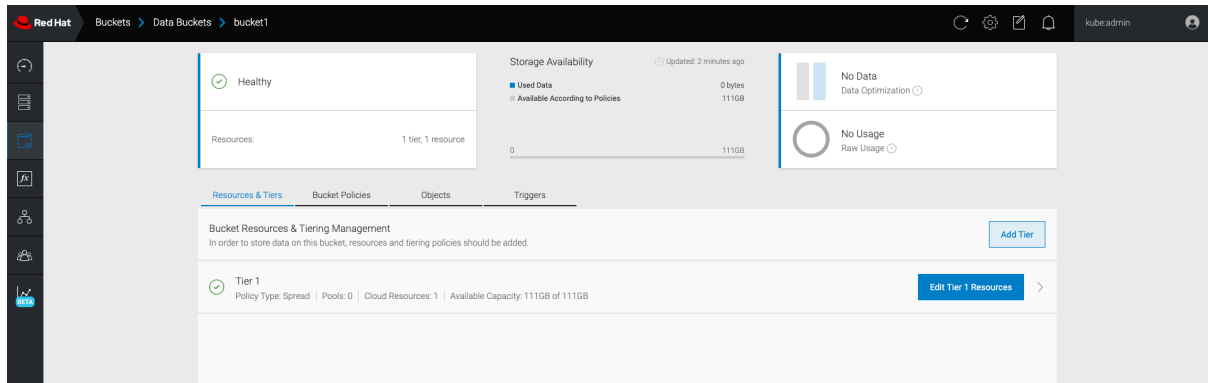 Red Hat Buckets > Data Buckets > bucket1 kube:admin
Healthy
Resources: 1 tier, 1 resource
Storage Availability Updated: 2 minutes ago
Used Data 0 bytes
Available According to Policies 111GB
0 111GB
No Data
Data Optimization ?
No Usage
Raw Usage ?
Resources & Tiers Bucket Policies Objects Triggers
Bucket Resources & Tiering Management
In order to store data on this bucket, resources and tiering policies should be added.
Add Tier
Tier 1
Policy Type: Spread | Pools: 0 | Cloud Resources: 1 | Available Capacity: 111GB of 111GB
Edit Tier 1 Resources
fx
BETA